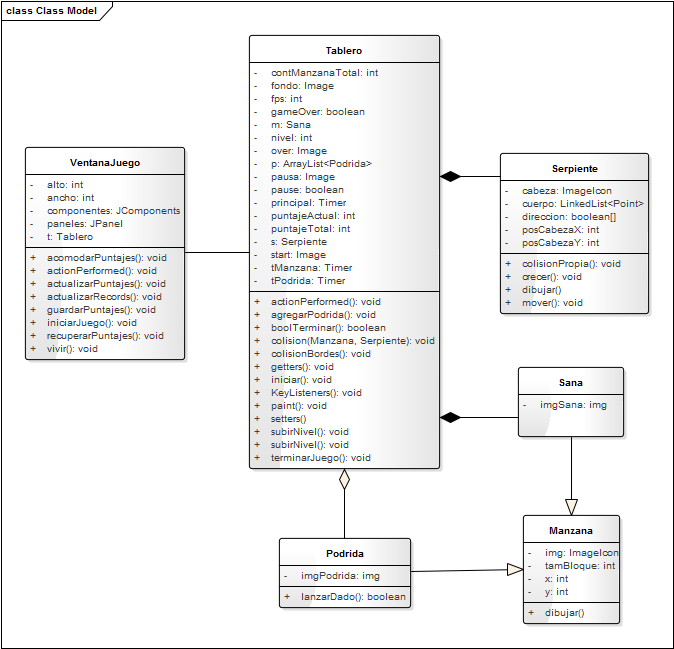 class Class Model
VentanaJuego
- alto: int
- ancho: int
- componentes: JComponents
- paneles: JPanel
- t: Tablero
+ acomodarPuntajes(): void
+ actionPerformed(): void
+ actualizarPuntajes(): void
+ actualizarRecords(): void
+ guardarPuntajes(): void
+ iniciarJuego(): void
+ recuperarPuntajes(): void
+ vivir(): void
Tablero
- contManzanaTotal: int
- fondo: Image
- fps: int
- gameOver: boolean
- m: Sana
- nivel: int
- over: Image
- p: ArrayList<Podrida>
- pausa: Image
- pause: boolean
- principal: Timer
- puntajeActual: int
- puntajeTotal: int
- s: Serpiente
- start: Image
- tManzana: Timer
- tPodrida: Timer
+ actionPerformed(): void
+ agregarPodrida(): void
+ boolTerminar(): boolean
+ colision(Manzana, Serpiente): void
+ colisionBordes(): void
+ getters(): void
+ iniciar(): void
+ KeyListeners(): void
+ paint(): void
+ setters()
+ subirNivel(): void
+ subirNivel(): void
+ terminarJuego(): void
Serpiente
- cabeza: ImageIcon
- cuerpo: LinkedList<Point>
- direccion: boolean[]
- posCabezaX: int
- posCabezaY: int
+ colisionPropia(): void
+ crecer(): void
+ dibujar()
+ mover(): void
Sana
- imgSana: img
Podrida
- imgPodrida: img
+ lanzarDado(): boolean
Manzana
- img: ImageIcon
- tamBloque: int
- x: int
- y: int
+ dibujar()